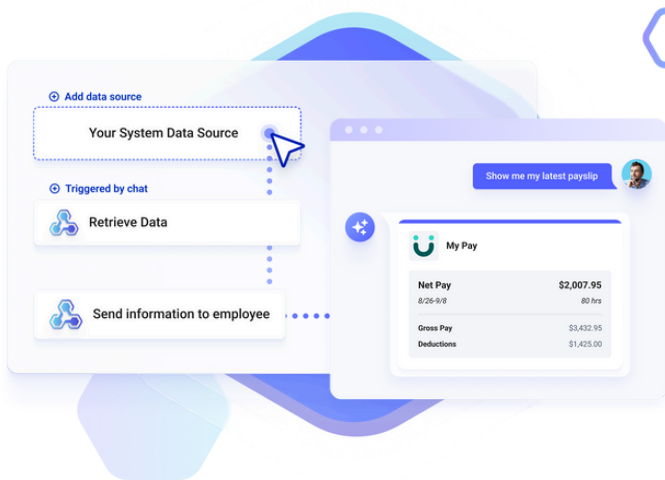 Add data source
Your System Data Source
Triggered by chat
Retrieve Data
Send information to employee
Show me my latest payslip
My Pay
Net Pay $2,007.95
8/26-9/8 80 hrs
Gross Pay $3,432.95
Deductions $1,425.00